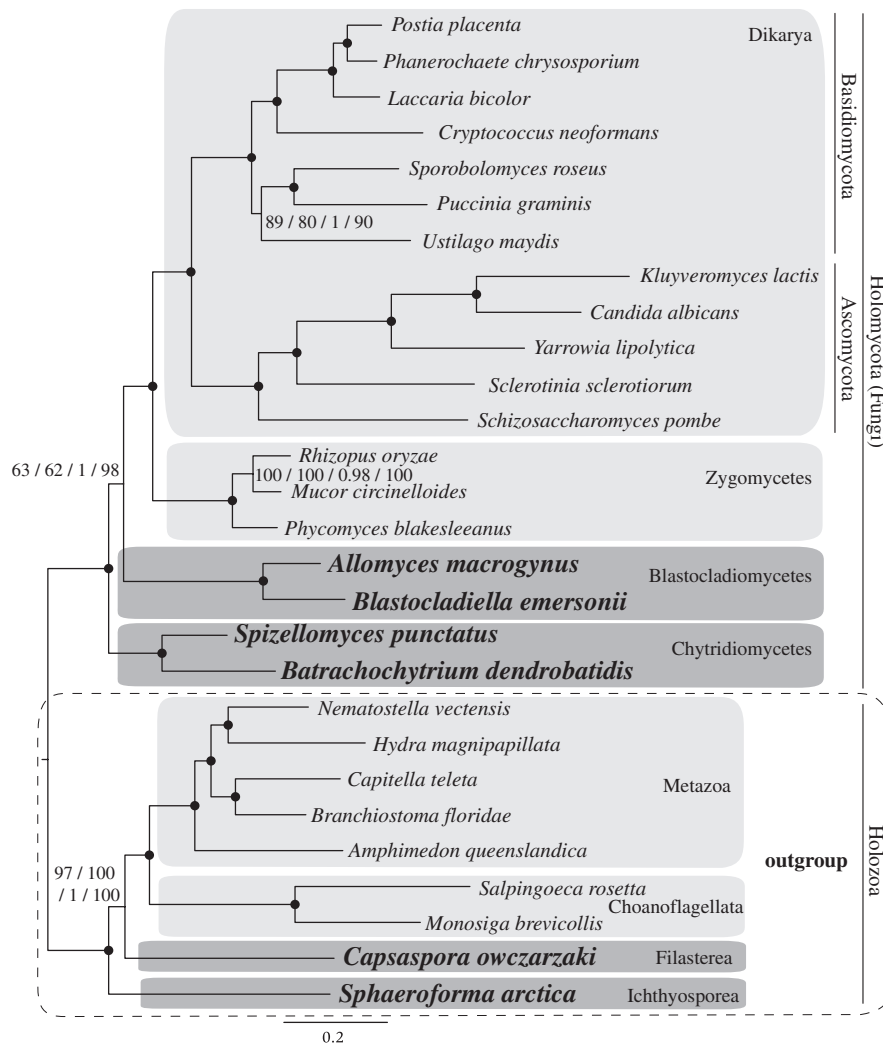 Postia placenta
Dikarya
Phanerochaete chrysosporium
Laccaria bicolor
Cryptococcus neoformans
Sporobolomyces roseus
Puccinia graminis
89 / 80 / 1 / 90
Ustilago maydis
Basidiomycota
Kluyveromyces lactis
Candida albicans
Yarrowia lipolytica
Sclerotinia sclerotiorum
Schizosaccharomyces pombe
Ascomycota
Holomycota (Fungi)
63 / 62 / 1 / 98
Rhizopus oryzae
100 / 100 / 0.98 / 100
Mucor circinelloides
Zygomycetes
Phycomyces blakesleeanus
Allomyces macrogynus
Blastocladiomycetes
Blastocladiella emersonii
Spizellomyces punctatus
Chytridiomycetes
Batrachochytrium dendrobatidis
Nematostella vectensis
Hydra magnipapillata
Capitella teleta
Metazoa
Branchiostoma floridae
Amphimedon queenslandica
outgroup
Holozoa
97 / 100
/ 1 / 100
Salpingoeca rosetta
Choanoflagellata
Monosiga brevicollis
Capsaspora owczarzaki
Filasterea
Sphaeroforma arctica
Ichthyosporea
0.2